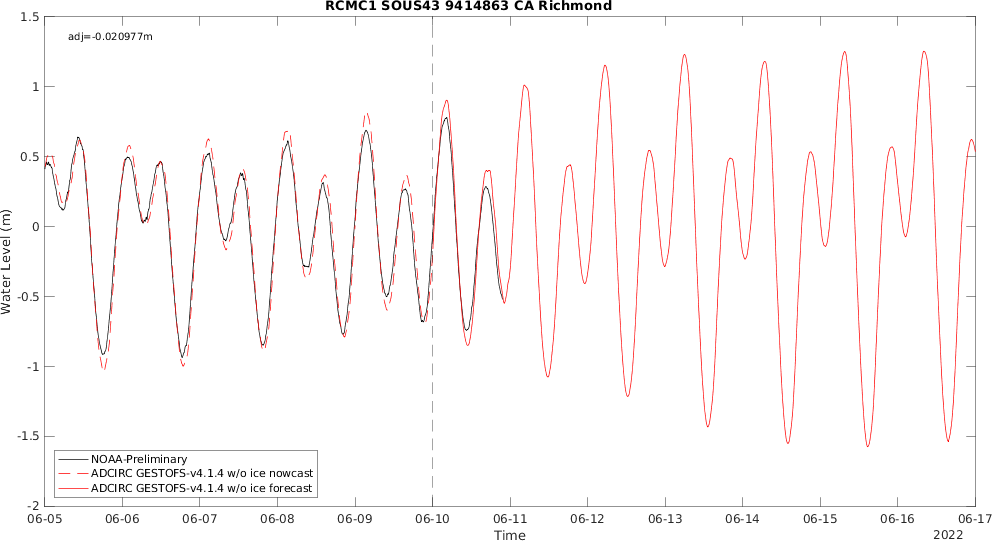 RCMC1 SOUS43 9414863 CA Richmond
adj=-0.020977m
1.5
1
0.5
0
-0.5
-1
-1.5
-2
Water Level (m)
NOAA-Preliminary
ADCIRC GESTOFS-v4.1.4 w/o ice nowcast
ADCIRC GESTOFS-v4.1.4 w/o ice forecast
06-05 06-06 06-07 06-08 06-09 06-10 06-11 06-12 06-13 06-14 06-15 06-16 06-17
Time
2022